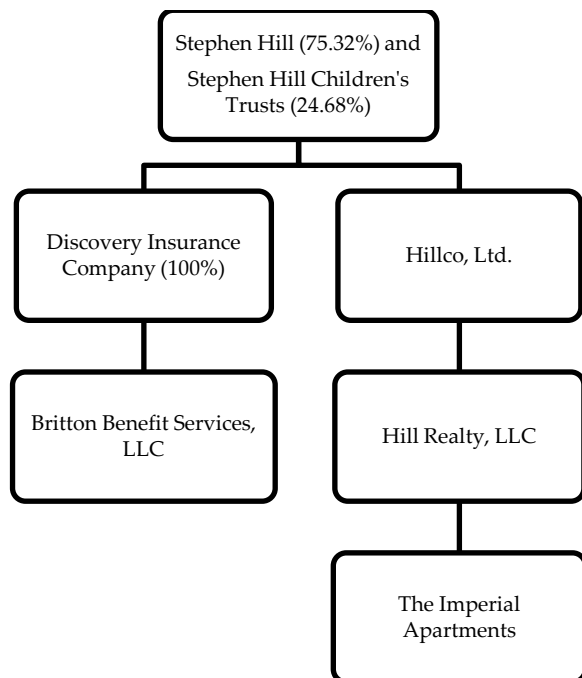 Stephen Hill (75.32%) and
Stephen Hill Children's
Trusts (24.68%)
Discovery Insurance
Company (100%)
Hillco, Ltd.
Britton Benefit Services,
LLC
Hill Realty, LLC
The Imperial
Apartments